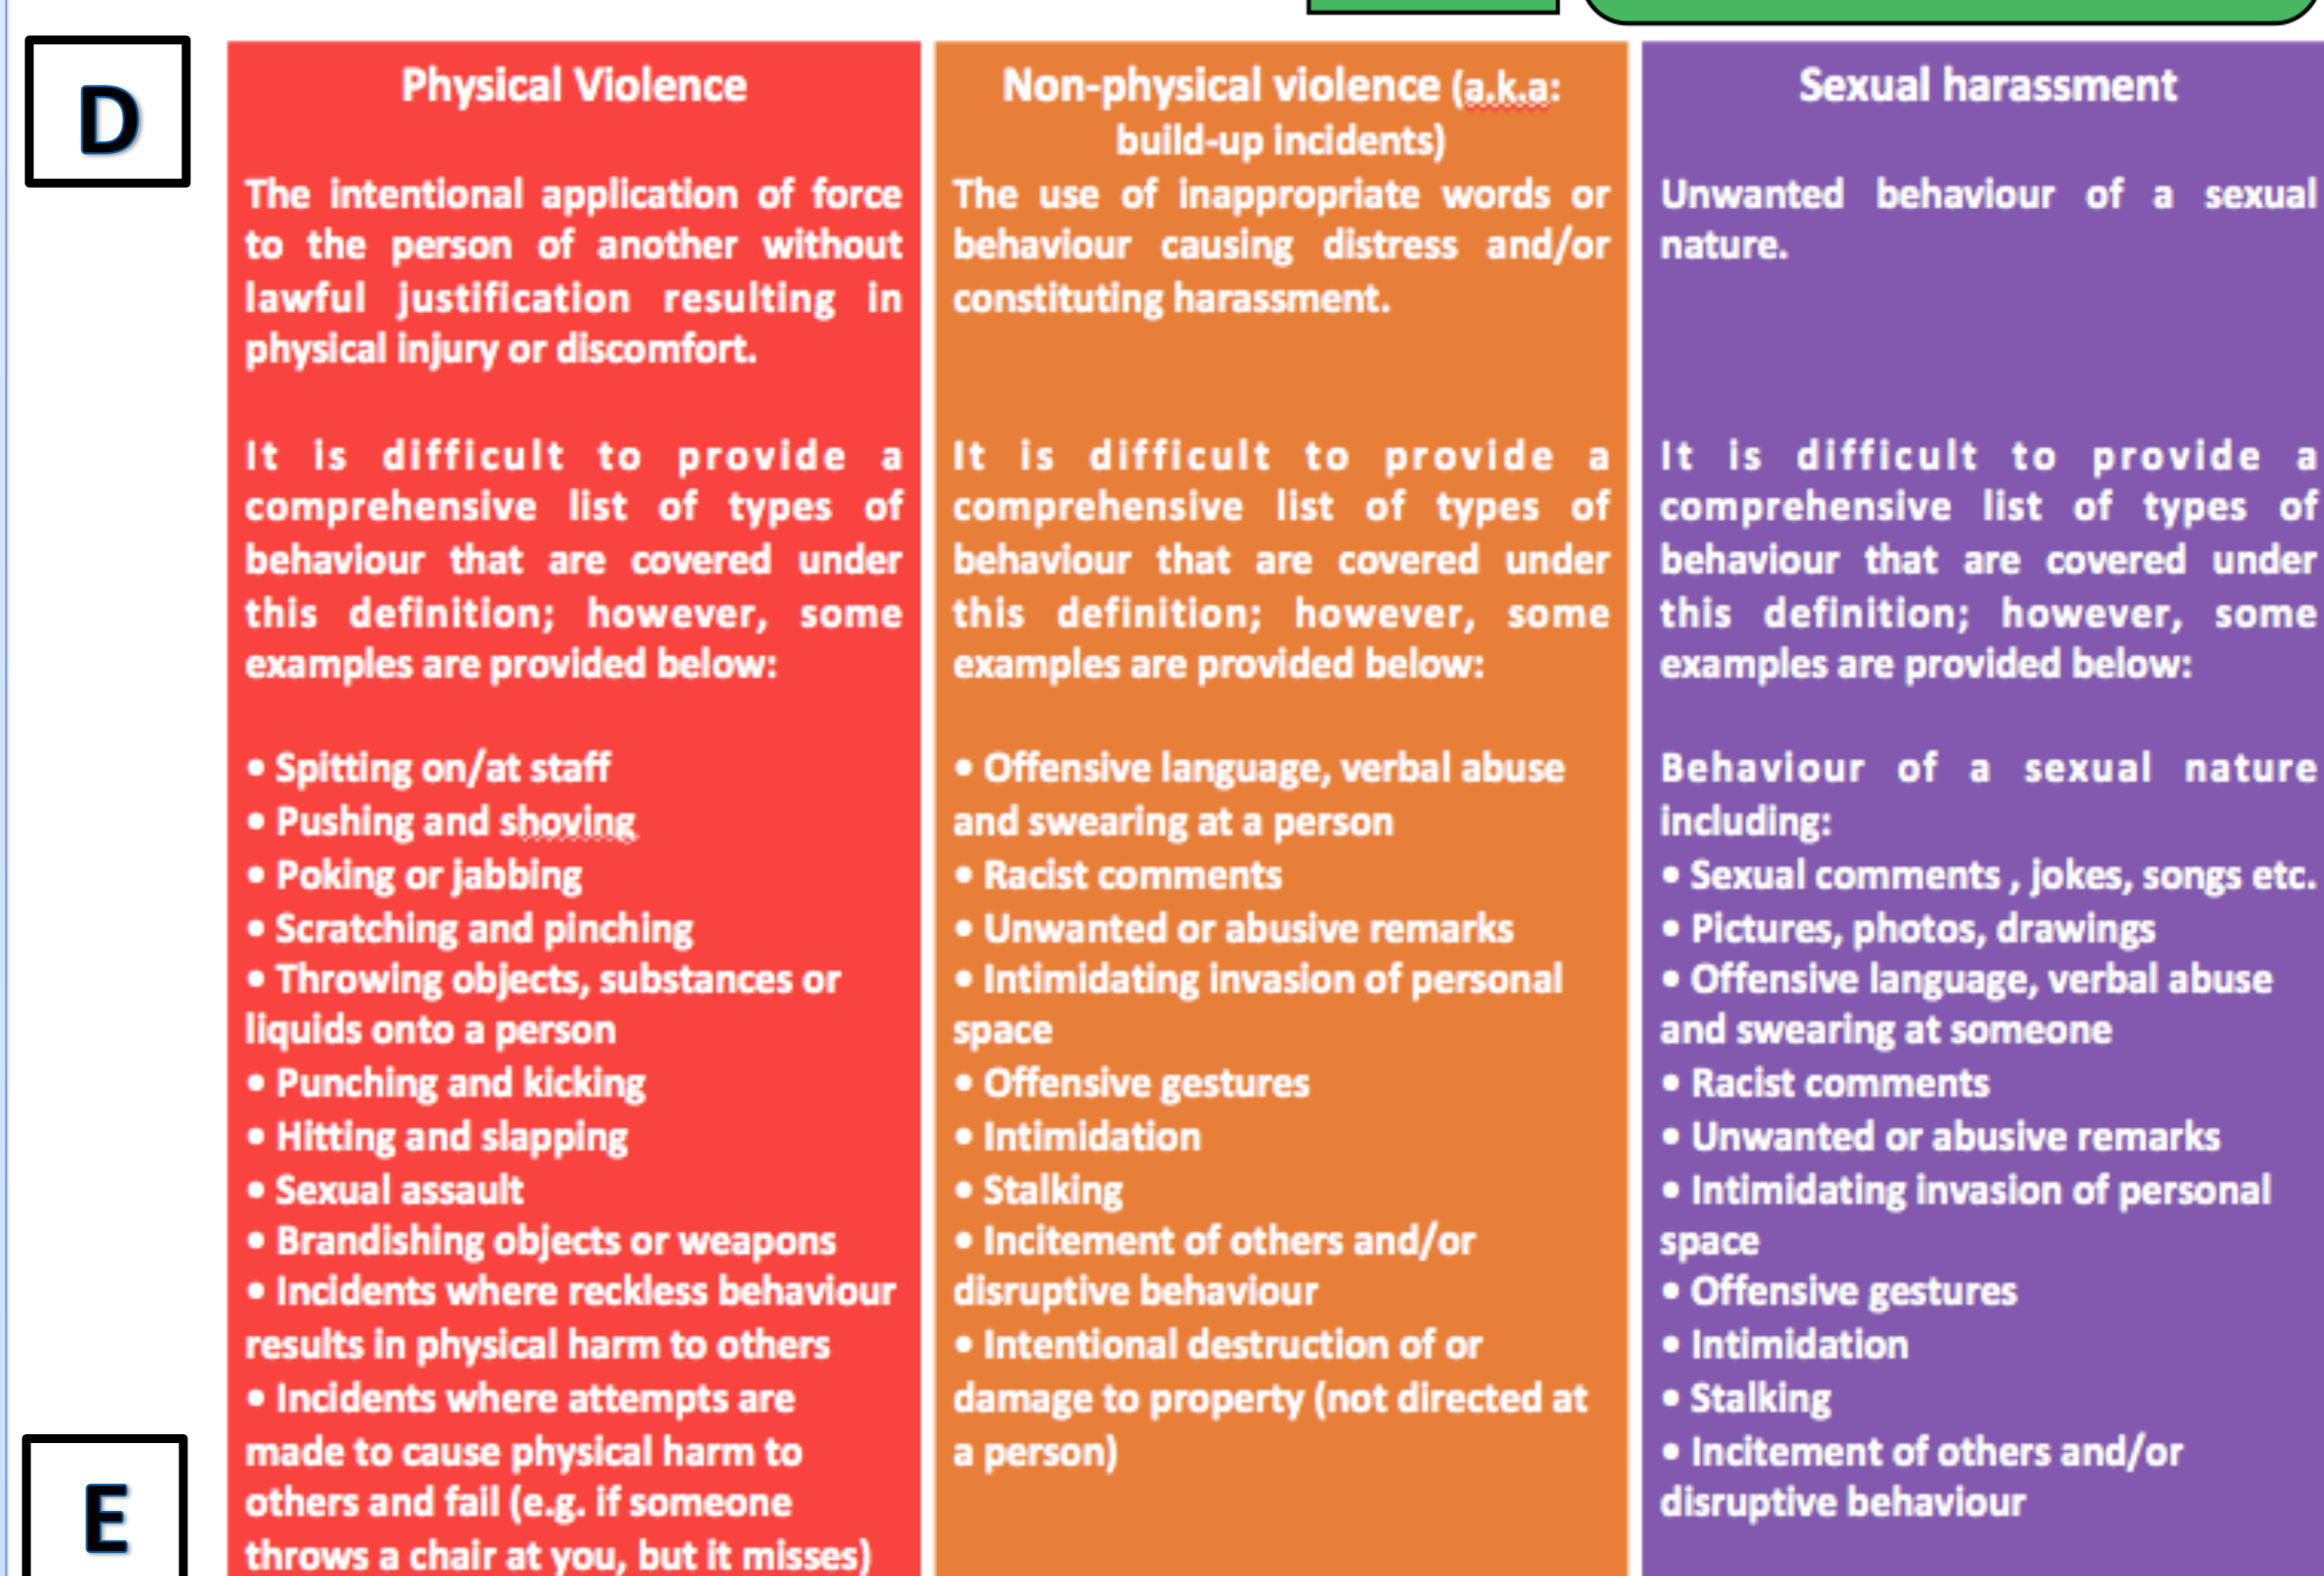 D
Physical Violence
The intentional application of force
to the person of another without
lawful justification resulting in
physical injury or discomfort.
It is difficult to provide a
comprehensive list of types of
behaviour that are covered under
this definition; however, some
examples are provided below:
• Spitting on/at staff
• Pushing and shoving
• Poking or jabbing
• Scratching and pinching
• Throwing objects, substances or
liquids onto a person
• Punching and kicking
• Hitting and slapping
• Sexual assault
• Brandishing objects or weapons
• Incidents where reckless behaviour
results in physical harm to others
• Incidents where attempts are
made to cause physical harm to
others and fail (e.g. if someone
throws a chair at you, but it misses)
Non-physical violence (a.k.a:
build-up incidents)
The use of inappropriate words or
behaviour causing distress and/or
constituting harassment.
It is difficult to provide a
comprehensive list of types of
behaviour that are covered under
this definition; however, some
examples are provided below:
• Offensive language, verbal abuse
and swearing at a person
• Racist comments
• Unwanted or abusive remarks
• Intimidating invasion of personal
space
• Offensive gestures
• Intimidation
• Stalking
• Incitement of others and/or
disruptive behaviour
• Intentional destruction of or
damage to property (not directed at
a person)
Sexual harassment
Unwanted behaviour of a sexual
nature.
It is difficult to provide a
comprehensive list of types of
behaviour that are covered under
this definition; however, some
examples are provided below:
Behaviour of a sexual nature
including:
• Sexual comments , jokes, songs etc.
• Pictures, photos, drawings
• Offensive language, verbal abuse
and swearing at someone
• Racist comments
• Unwanted or abusive remarks
• Intimidating invasion of personal
space
• Offensive gestures
• Intimidation
• Stalking
• Incitement of others and/or
disruptive behaviour
E